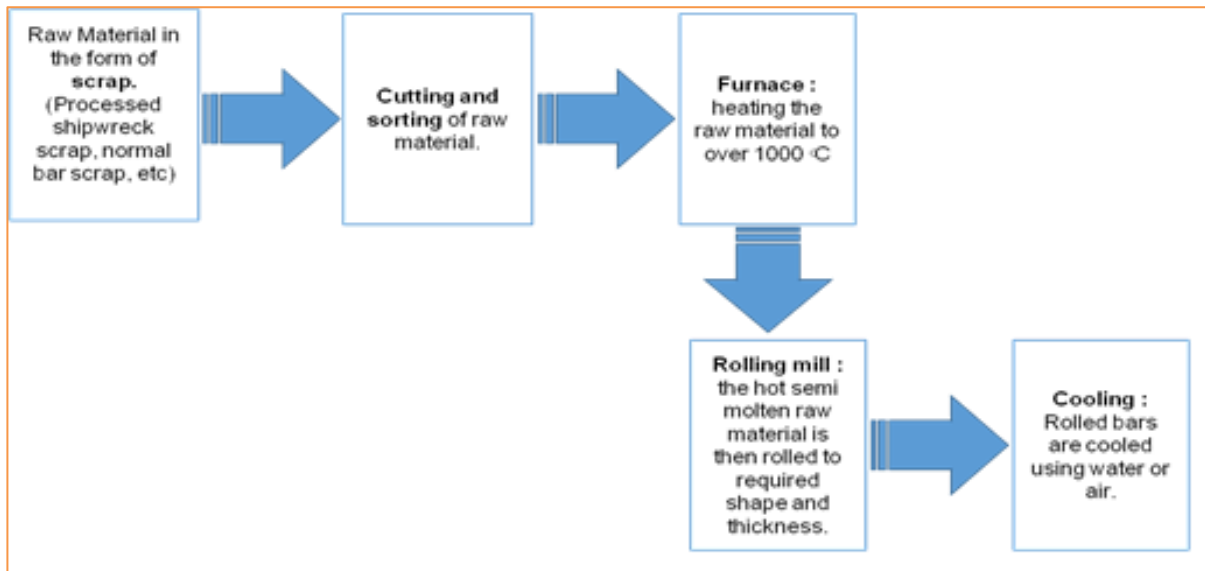 Raw Material in
the form of
scrap.
(Processed
shipwreck
scrap, normal
bar scrap, etc)
Cutting and
sorting of raw
material.
Furnace :
heating the
raw material to
over 1000 °C
Rolling mill :
the hot semi
molten raw
material is
then rolled to
required
shape and
thickness.
Cooling :
Rolled bars
are cooled
using water or
air.